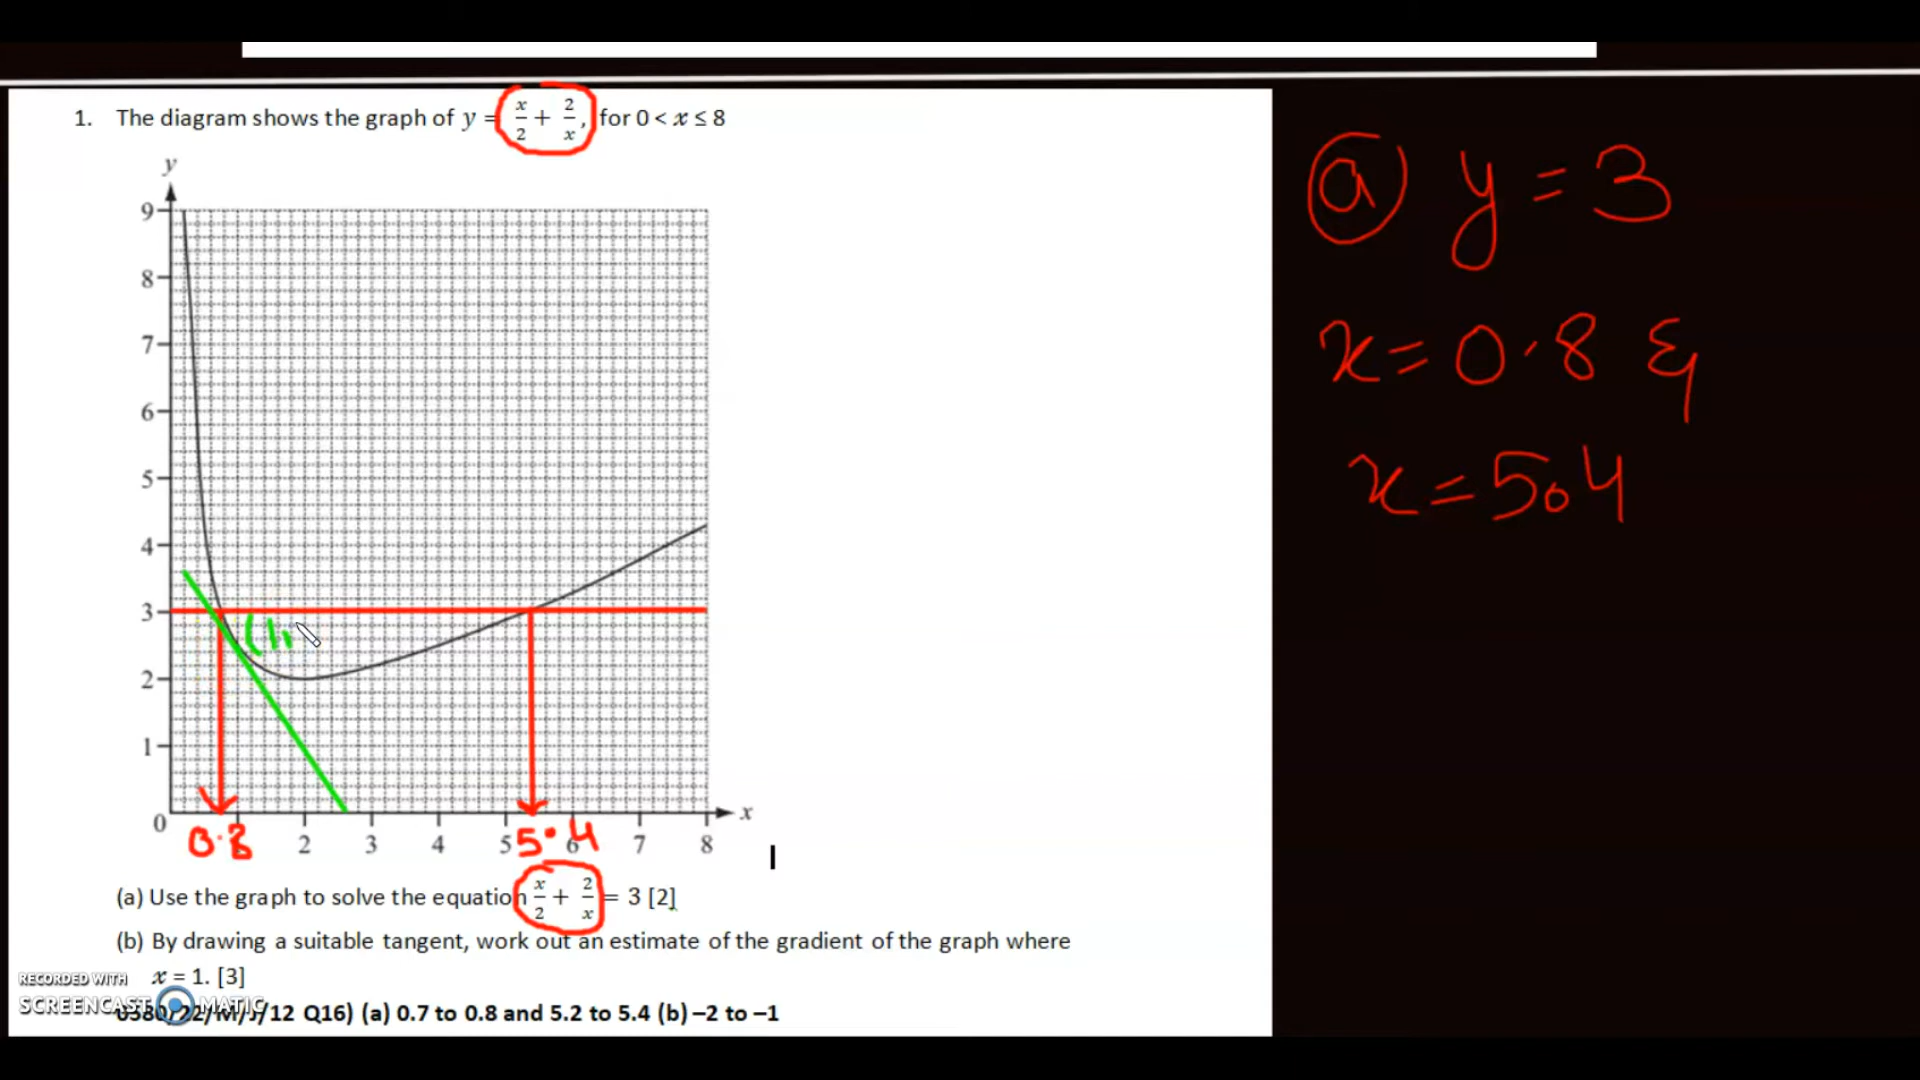 1. The diagram shows the graph of y = x/2 + 2/x, for 0 < x ≤ 8
y
9
8
7
6
5
4
3
2
1
(1,
0 2 3 4 5 6 7 8 x
0.8 5.4
(a) Use the graph to solve the equation x/2 + 2/x = 3 [2]
(b) By drawing a suitable tangent, work out an estimate of the gradient of the graph where
x = 1. [3]
0580/22/M/J/12 Q16) (a) 0.7 to 0.8 and 5.2 to 5.4 (b) –2 to –1
RECORDED WITH
SCREENCAST MATIC
a) y = 3
x = 0.8 &
x = 5.4